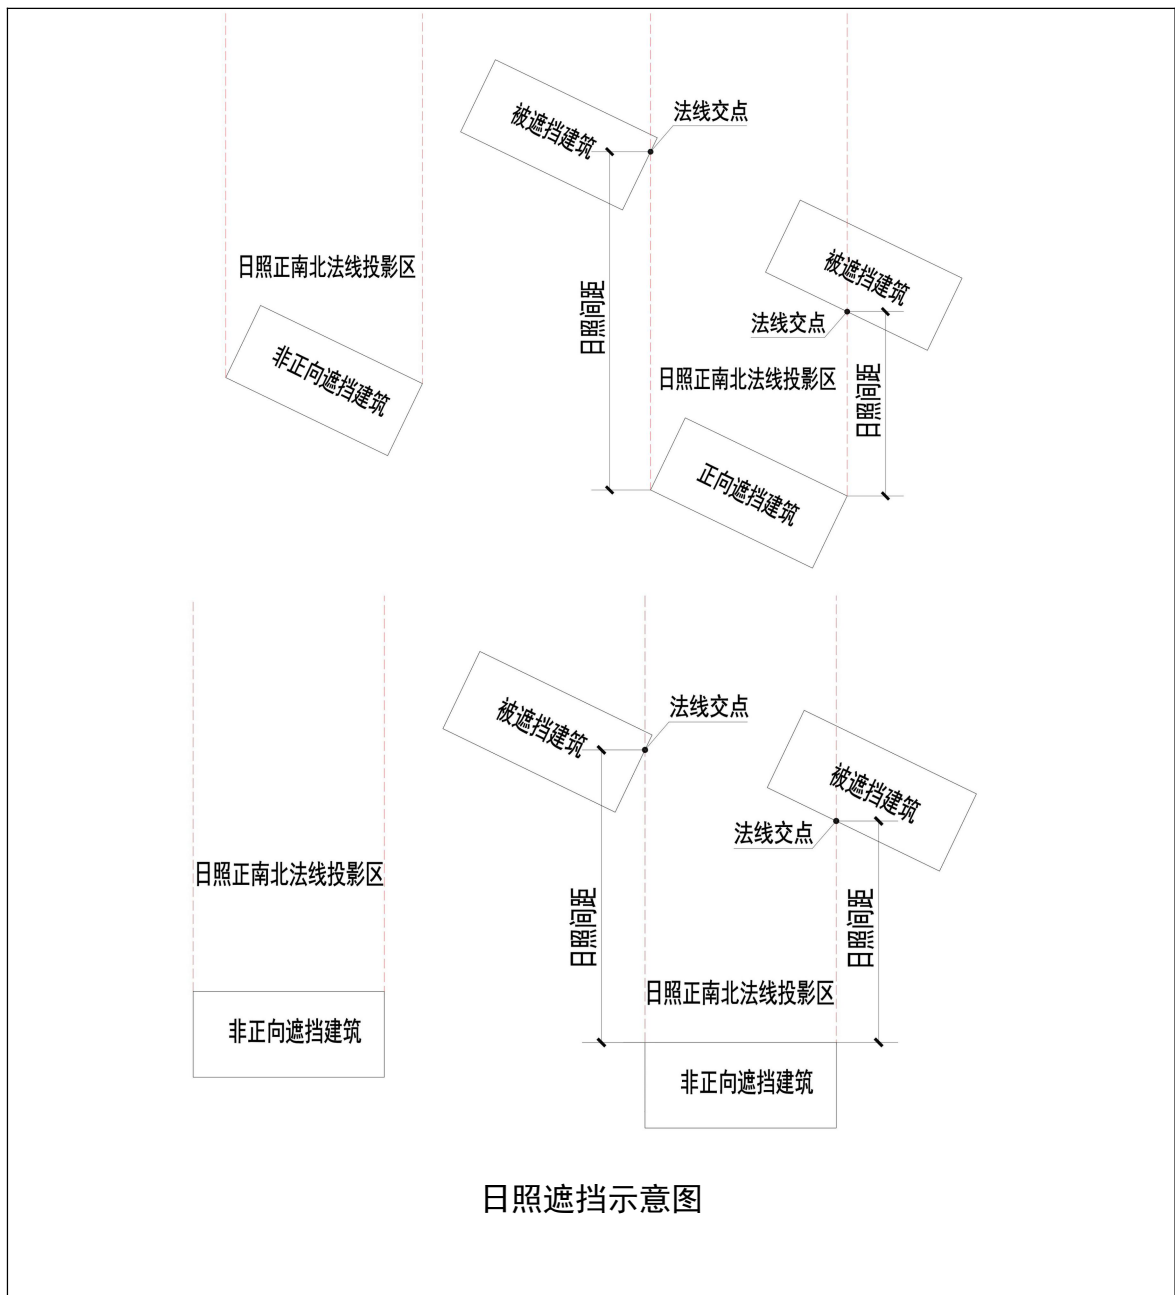 被遮挡建筑
法线交点
日照正南北法线投影区
非正向遮挡建筑
日照间距
被遮挡建筑
法线交点
日照间距
日照正南北法线投影区
正向遮挡建筑
被遮挡建筑
法线交点
被遮挡建筑
法线交点
日照正南北法线投影区
日照间距
日照间距
日照正南北法线投影区
非正向遮挡建筑
非正向遮挡建筑
日照遮挡示意图